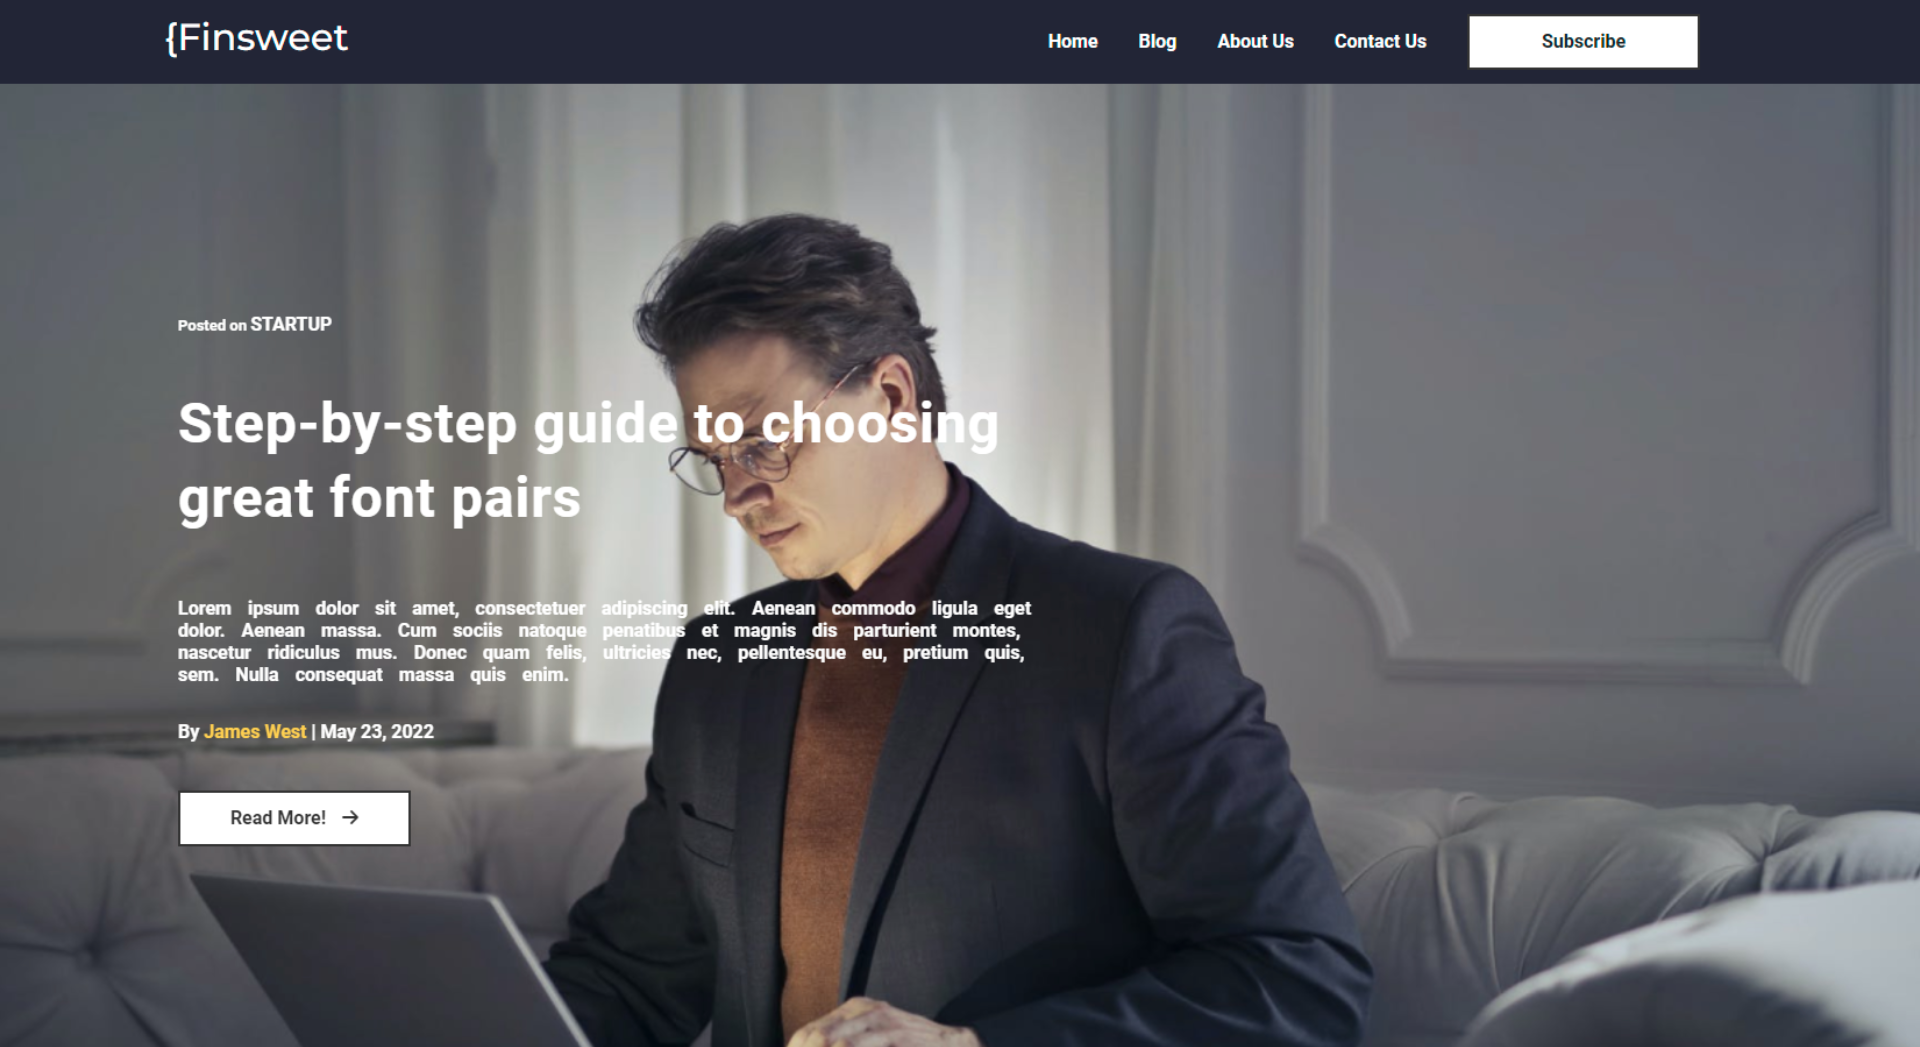 {Finsweet
Home Blog About Us Contact Us Subscribe
Posted on STARTUP
Step-by-step guide to choosing
great font pairs
Lorem ipsum dolor sit amet, consectetuer adipiscing elit. Aenean commodo ligula eget
dolor. Aenean massa. Cum sociis natoque penatibus et magnis dis parturient montes,
nascetur ridiculus mus. Donec quam felis, ultricies nec, pellentesque eu, pretium quis,
sem. Nulla consequat massa quis enim.
By James West | May 23, 2022
Read More! →